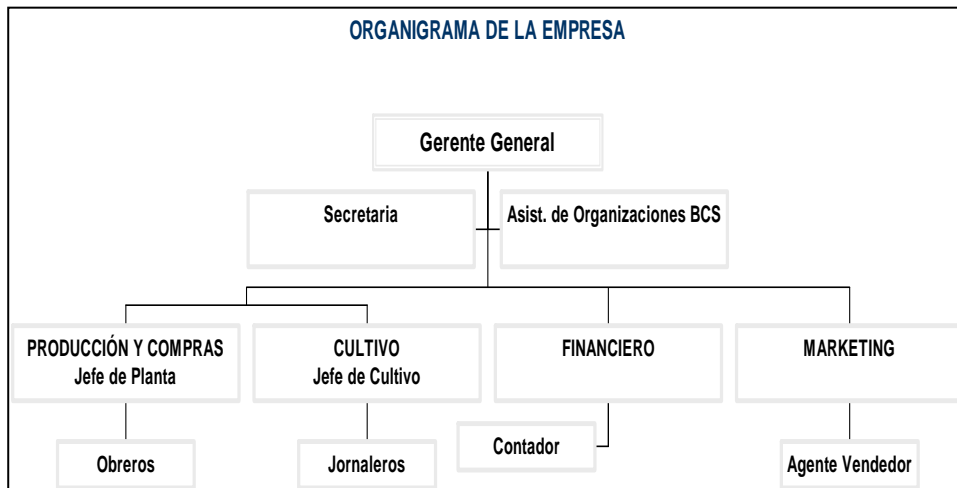 ORGANIGRAMA DE LA EMPRESA
Gerente General
Secretaria
Asist. de Organizaciones BCS
PRODUCCIÓN Y COMPRAS
Jefe de Planta
CULTIVO
Jefe de Cultivo
FINANCIERO
MARKETING
Obreros
Jornaleros
Contador
Agente Vendedor